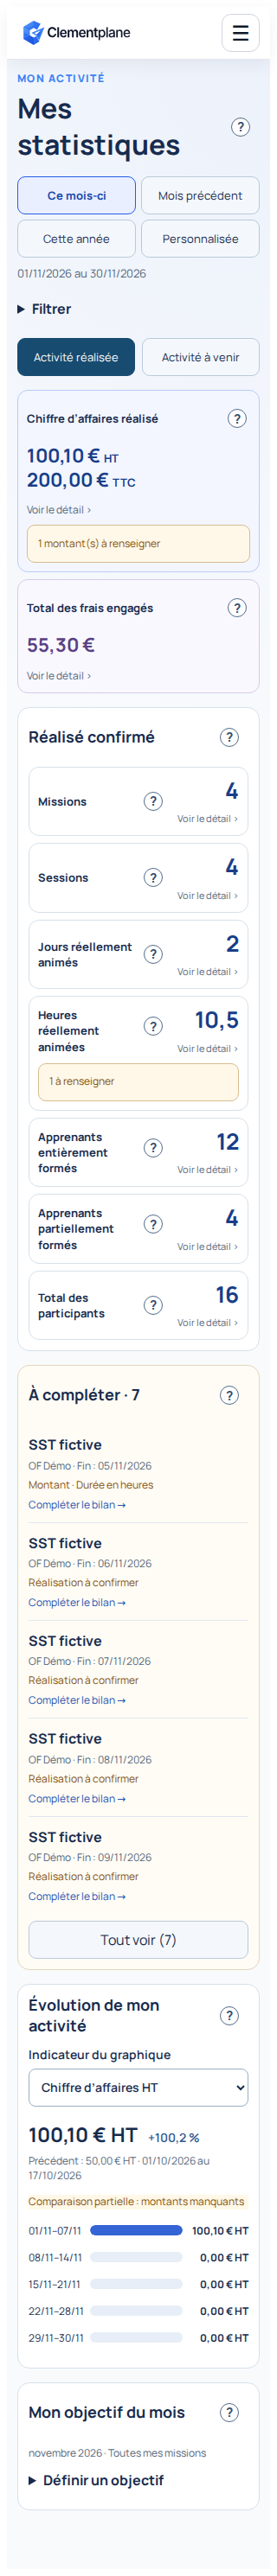 Clementplane
MON ACTIVITÉ
Mes
statistiques
?
Ce mois-ci
Mois précédent
Cette année
Personnalisée
01/11/2026 au 30/11/2026
Filtrer
Activité réalisée
Activité à venir
Chiffre d'affaires réalisé
?
100,10 € HT
200,00 € TTC
Voir le détail ›
1 montant(s) à renseigner
Total des frais engagés
?
55,30 €
Voir le détail ›
Réalisé confirmé
?
Missions
?
4
Voir le détail ›
Sessions
?
4
Voir le détail ›
Jours réellement
animés
?
2
Voir le détail ›
Heures
réellement
animées
?
10,5
Voir le détail ›
1 à renseigner
Apprenants
entièrement
formés
?
12
Voir le détail ›
Apprenants
partiellement
formés
?
4
Voir le détail ›
Total des
participants
?
16
Voir le détail ›
À compléter · 7
?
SST fictive
OF Démo · Fin : 05/11/2026
Montant · Durée en heures
Compléter le bilan →
SST fictive
OF Démo · Fin : 06/11/2026
Réalisation à confirmer
Compléter le bilan →
SST fictive
OF Démo · Fin : 07/11/2026
Réalisation à confirmer
Compléter le bilan →
SST fictive
OF Démo · Fin : 08/11/2026
Réalisation à confirmer
Compléter le bilan →
SST fictive
OF Démo · Fin : 09/11/2026
Réalisation à confirmer
Compléter le bilan →
Tout voir (7)
Évolution de mon
activité
?
Indicateur du graphique
Chiffre d'affaires HT
100,10 € HT +100,2 %
Précédent : 50,00 € HT · 01/10/2026 au
17/10/2026
Comparaison partielle : montants manquants
01/11–07/11 100,10 € HT
08/11–14/11 0,00 € HT
15/11–21/11 0,00 € HT
22/11–28/11 0,00 € HT
29/11–30/11 0,00 € HT
Mon objectif du mois
?
novembre 2026 · Toutes mes missions
Définir un objectif